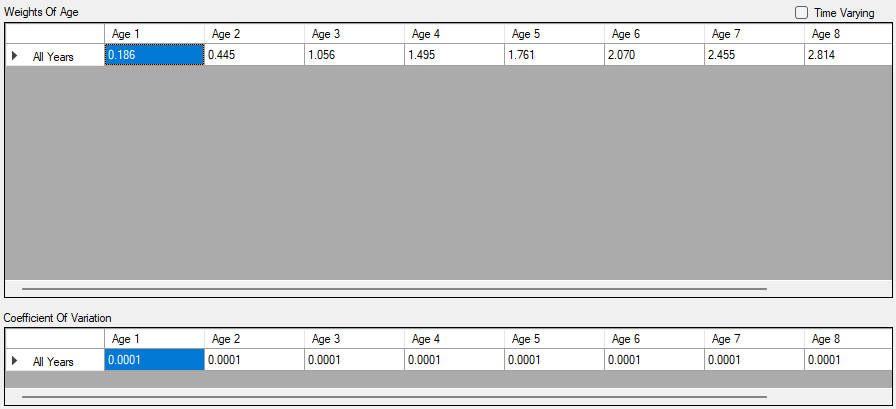 Weights Of Age Time Varying
Age 1 Age 2 Age 3 Age 4 Age 5 Age 6 Age 7 Age 8
All Years 0.186 0.445 1.056 1.495 1.761 2.070 2.455 2.814
Coefficient Of Variation
Age 1 Age 2 Age 3 Age 4 Age 5 Age 6 Age 7 Age 8
All Years 0.0001 0.0001 0.0001 0.0001 0.0001 0.0001 0.0001 0.0001